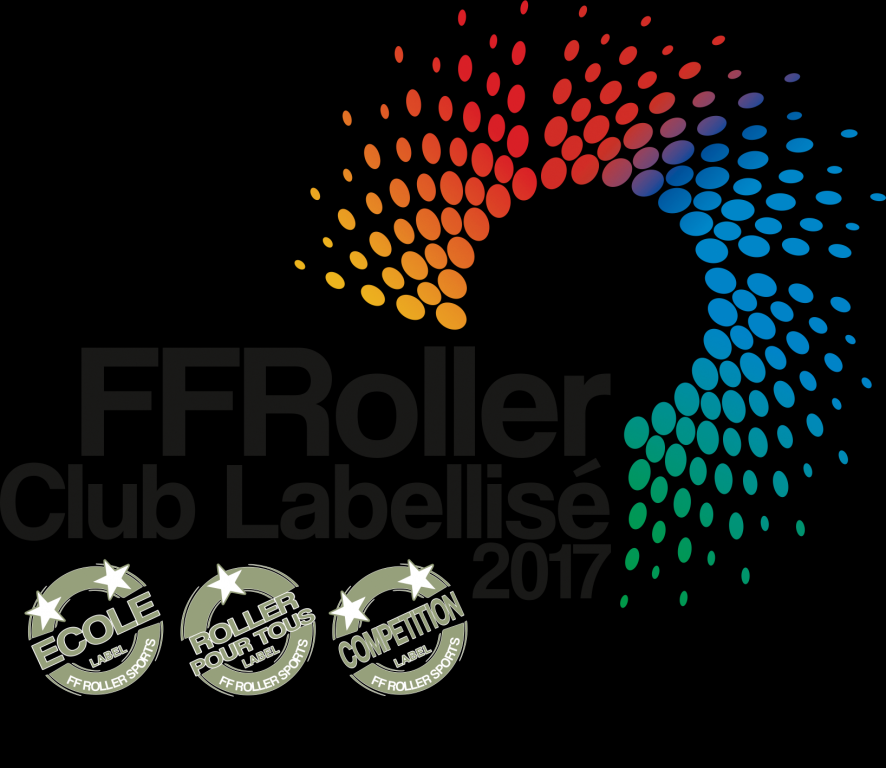 FFRoller
Club Labellisé
2017
ECOLE
LABEL
FF ROLLER SPORTS
ROLLER
POUR TOUS
LABEL
FF ROLLER SPORTS
COMPETITION
LABEL
FF ROLLER SPORTS